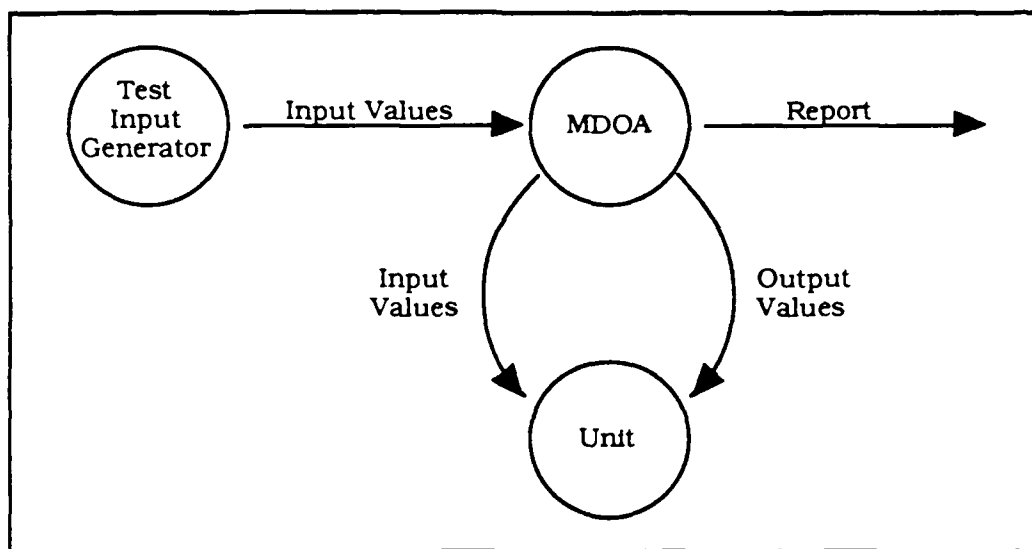 Test
Input
Generator
Input Values
MDOA
Report
Input
Values
Output
Values
Unit